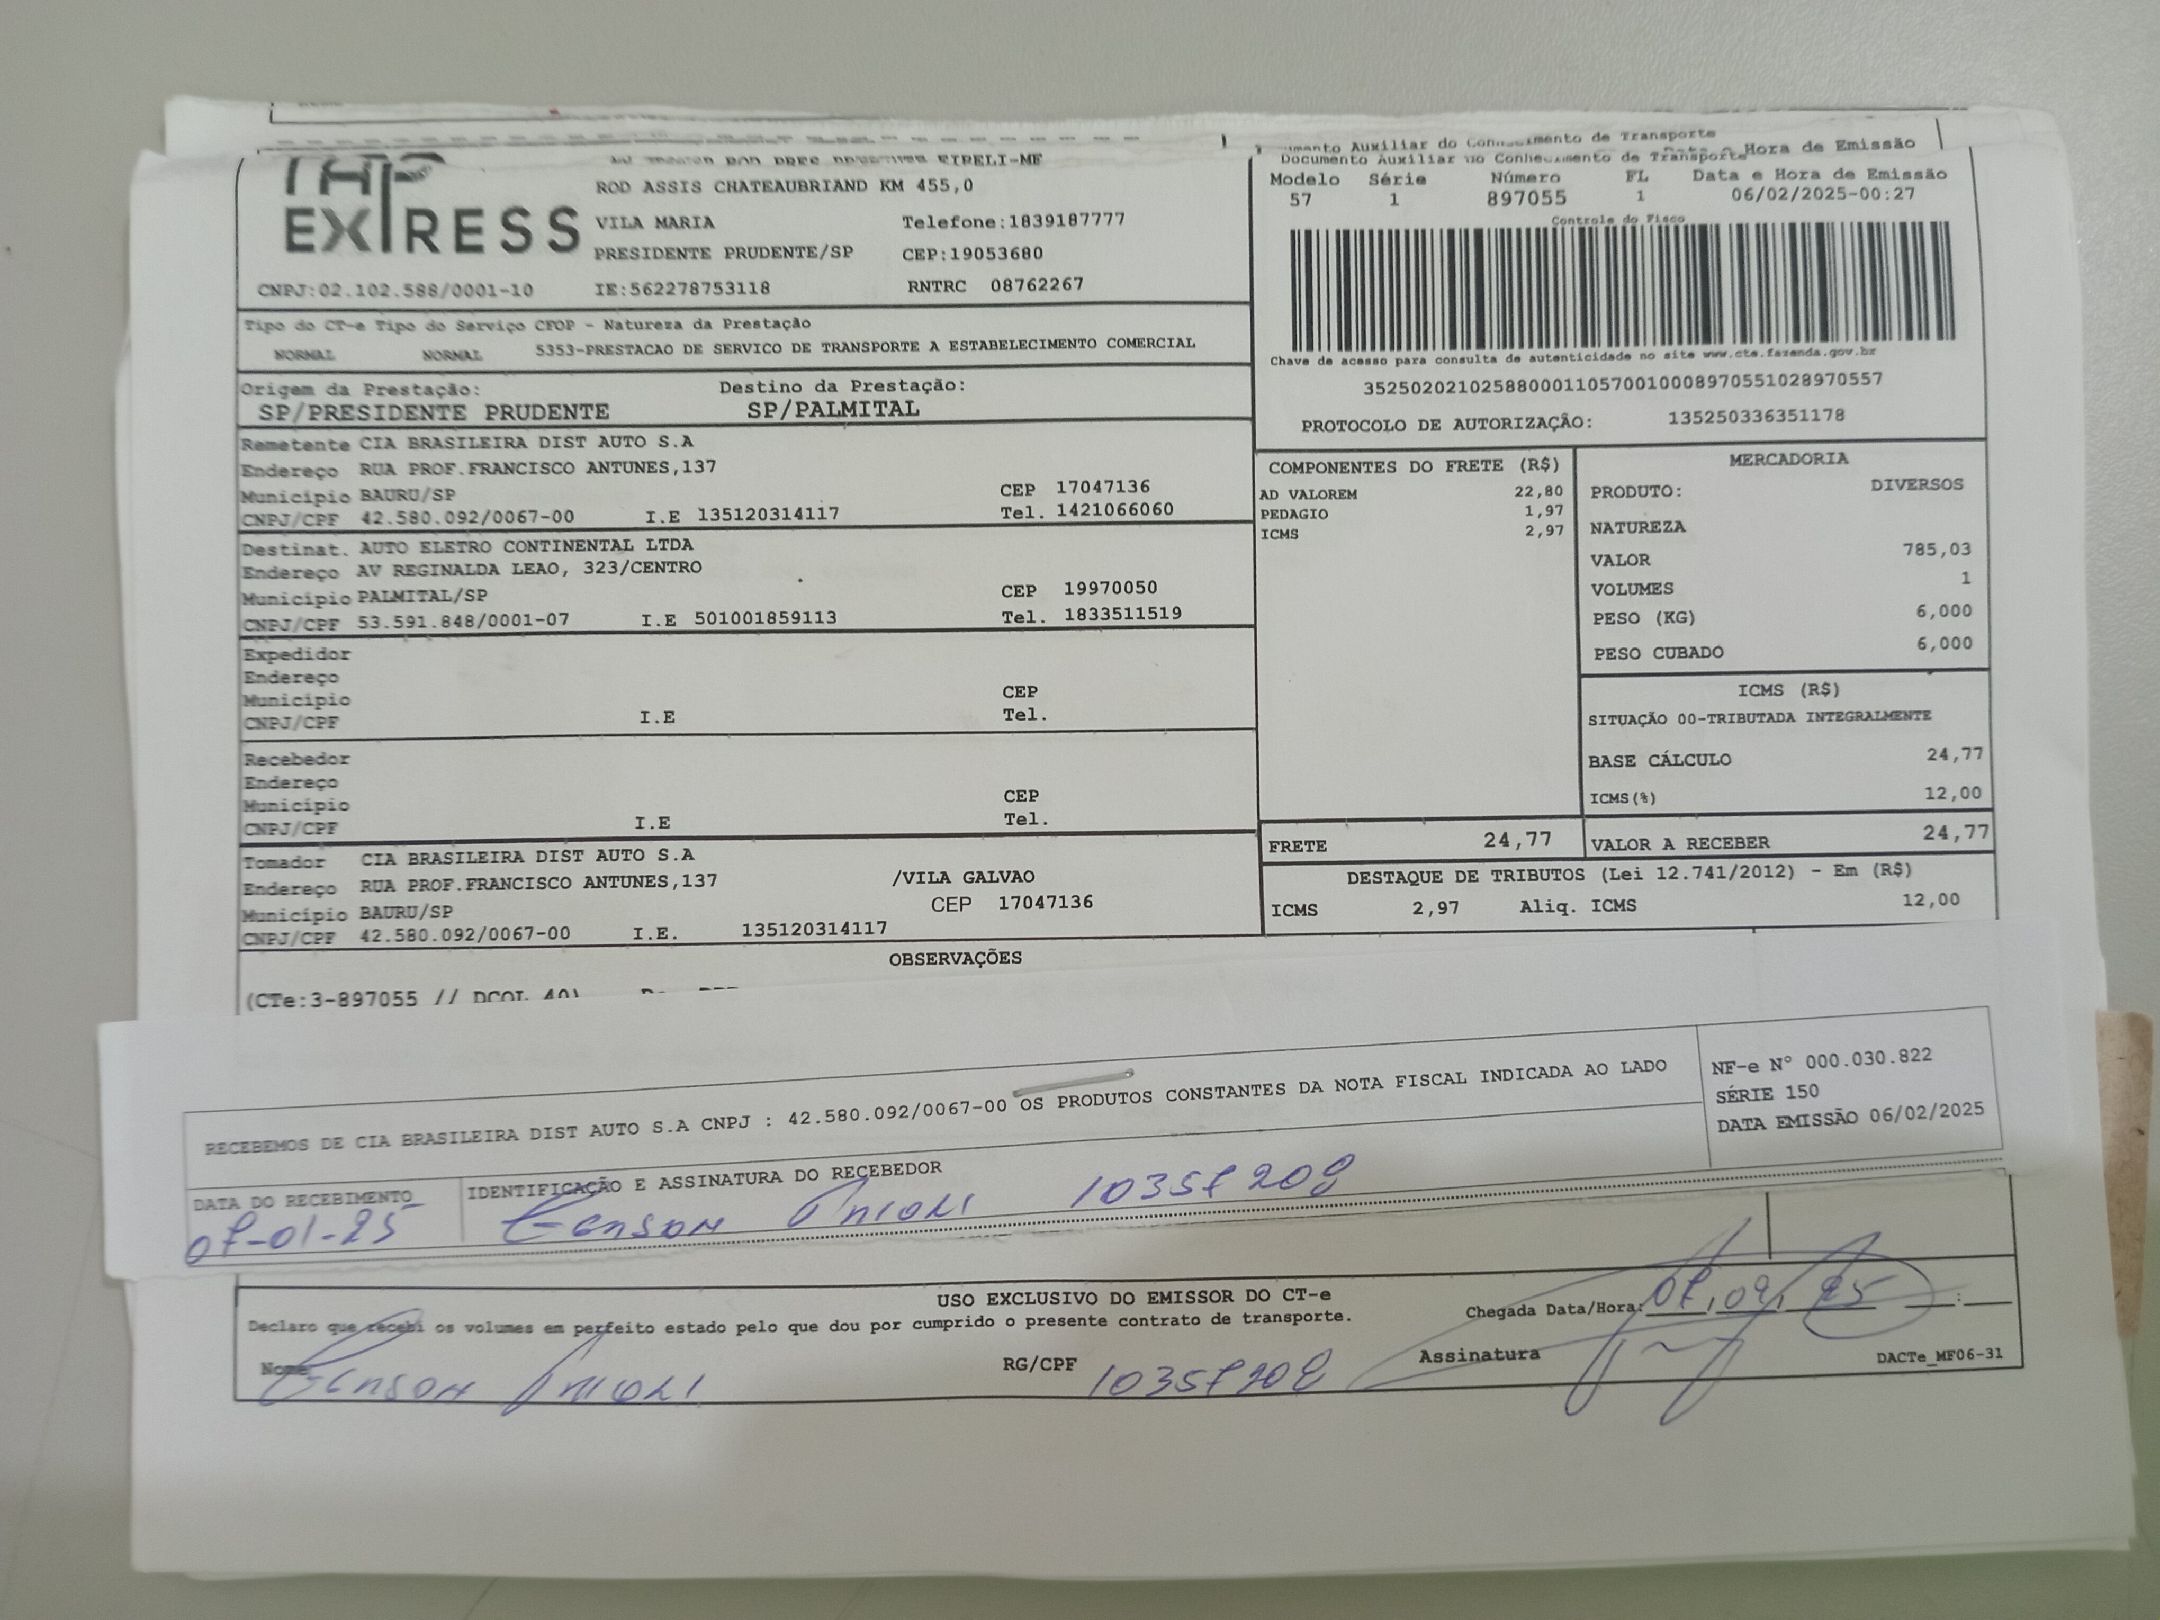 EXPRESS
EIRELI-ME
ROD ASSIS CHATEAUBRIAND KM 455,0
VILA MARIA Telefone:1839187777
PRESIDENTE PRUDENTE/SP CEP:19053680
CNPJ:02.102.588/0001-10 IE:562278753118 RNTRC 08762267
Auxiliar do Conhecimento de Transporte
Hora de Emissão
Documento Auxiliar do Conhecimento de Transporte
Modelo Série Número FL Data e Hora de Emissão
57 1 897055 1 06/02/2025-00:27
Controle do Fisco
Chave de acesso para consulta de autenticidade no site www.cte.fazenda.gov.br
35250202102588000110570010008970551028970557
PROTOCOLO DE AUTORIZAÇÃO: 135250336351178
Tipo do CT-e Tipo do Serviço CFOP - Natureza da Prestação
NORMAL NORMAL 5353-PRESTACAO DE SERVICO DE TRANSPORTE A ESTABELECIMENTO COMERCIAL
Origem da Prestação: Destino da Prestação:
SP/PRESIDENTE PRUDENTE SP/PALMITAL
Remetente CIA BRASILEIRA DIST AUTO S.A
Endereço RUA PROF.FRANCISCO ANTUNES,137
Município BAURU/SP CEP 17047136
CNPJ/CPF 42.580.092/0067-00 I.E 135120314117 Tel. 1421066060
Destinat. AUTO ELETRO CONTINENTAL LTDA
Endereço AV REGINALDA LEAO, 323/CENTRO
Município PALMITAL/SP CEP 19970050
CNPJ/CPF 53.591.848/0001-07 I.E 501001859113 Tel. 1833511519
Expedidor
Endereço
Município CEP
CNPJ/CPF I.E Tel.
Recebedor
Endereço
Município CEP
CNPJ/CPF I.E Tel.
Tomador CIA BRASILEIRA DIST AUTO S.A
Endereço RUA PROF.FRANCISCO ANTUNES,137 /VILA GALVAO
Município BAURU/SP CEP 17047136
CNPJ/CPF 42.580.092/0067-00 I.E. 135120314117
COMPONENTES DO FRETE (R$)
AD VALOREM 22,80
PEDAGIO 1,97
ICMS 2,97
MERCADORIA
PRODUTO: DIVERSOS
NATUREZA
VALOR 785,03
VOLUMES 1
PESO (KG) 6,000
PESO CUBADO 6,000
ICMS (R$)
SITUAÇÃO 00-TRIBUTADA INTEGRALMENTE
BASE CÁLCULO 24,77
ICMS(%) 12,00
FRETE 24,77 VALOR A RECEBER 24,77
DESTAQUE DE TRIBUTOS (Lei 12.741/2012) - Em (R$)
ICMS 2,97 Aliq. ICMS 12,00
OBSERVAÇÕES
(CTe:3-897055 //
RECEBEMOS DE CIA BRASILEIRA DIST AUTO S.A CNPJ : 42.580.092/0067-00 OS PRODUTOS CONSTANTES DA NOTA FISCAL INDICADA AO LADO
NF-e N° 000.030.822
SÉRIE 150
DATA EMISSÃO 06/02/2025
DATA DO RECEBIMENTO IDENTIFICAÇÃO E ASSINATURA DO RECEBEDOR
07-01-25 10357208
USO EXCLUSIVO DO EMISSOR DO CT-e
Declaro que recebi os volumes em perfeito estado pelo que dou por cumprido o presente contrato de transporte.
Chegada Data/Hora:
Nome RG/CPF 10357208 Assinatura
DACTe_MF06-31